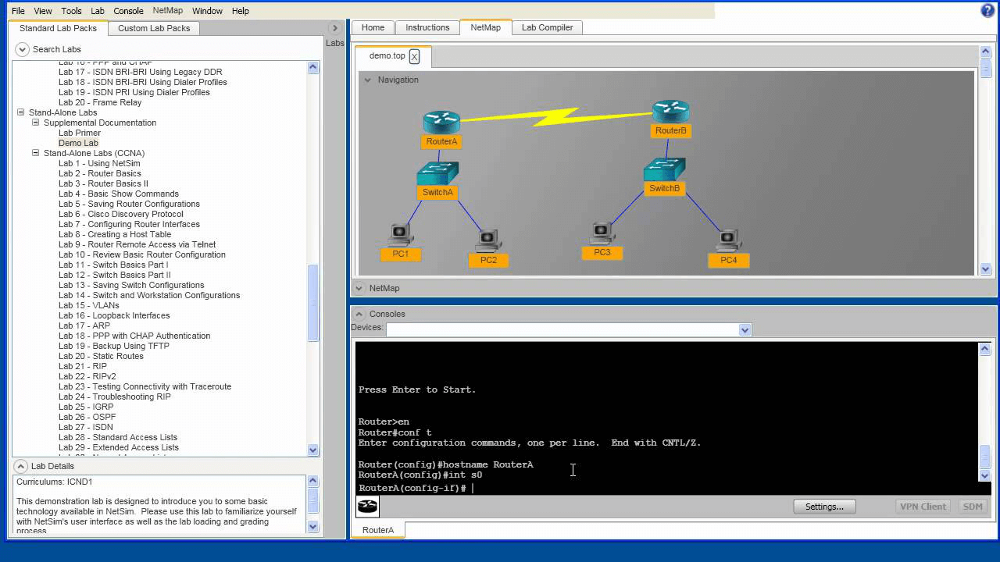 File View Tools Lab Console NetMap Window Help
Standard Lab Packs Custom Lab Packs
Labs
Search Labs
Lab 16 - PPP and CHAP
Lab 17 - ISDN BRI-BRI Using Legacy DDR
Lab 18 - ISDN BRI-BRI Using Dialer Profiles
Lab 19 - ISDN PRI Using Dialer Profiles
Lab 20 - Frame Relay
Stand-Alone Labs
Supplemental Documentation
Lab Primer
Demo Lab
Stand-Alone Labs (CCNA)
Lab 1 - Using NetSim
Lab 2 - Router Basics
Lab 3 - Router Basics II
Lab 4 - Basic Show Commands
Lab 5 - Saving Router Configurations
Lab 6 - Cisco Discovery Protocol
Lab 7 - Configuring Router Interfaces
Lab 8 - Creating a Host Table
Lab 9 - Router Remote Access via Telnet
Lab 10 - Review Basic Router Configuration
Lab 11 - Switch Basics Part I
Lab 12 - Switch Basics Part II
Lab 13 - Saving Switch Configurations
Lab 14 - Switch and Workstation Configurations
Lab 15 - VLANs
Lab 16 - Loopback Interfaces
Lab 17 - ARP
Lab 18 - PPP with CHAP Authentication
Lab 19 - Backup Using TFTP
Lab 20 - Static Routes
Lab 21 - RIP
Lab 22 - RIPv2
Lab 23 - Testing Connectivity with Traceroute
Lab 24 - Troubleshooting RIP
Lab 25 - IGRP
Lab 26 - OSPF
Lab 27 - ISDN
Lab 28 - Standard Access Lists
Lab 29 - Extended Access Lists
Lab Details
Curriculums: ICND1
This demonstration lab is designed to introduce you to some basic
technology available in NetSim. Please use this lab to familiarize yourself
with NetSim's user interface as well as the lab loading and grading
process.
Home Instructions NetMap Lab Compiler
demo.top X
Navigation
RouterA
RouterB
SwitchA
SwitchB
PC1
PC2
PC3
PC4
NetMap
Consoles
Devices:
Press Enter to Start.
Router>en
Router#conf t
Enter configuration commands, one per line. End with CNTL/Z.
Router(config)#hostname RouterA
RouterA(config)#int s0
RouterA(config-if)#
Settings... VPN Client SDM
RouterA